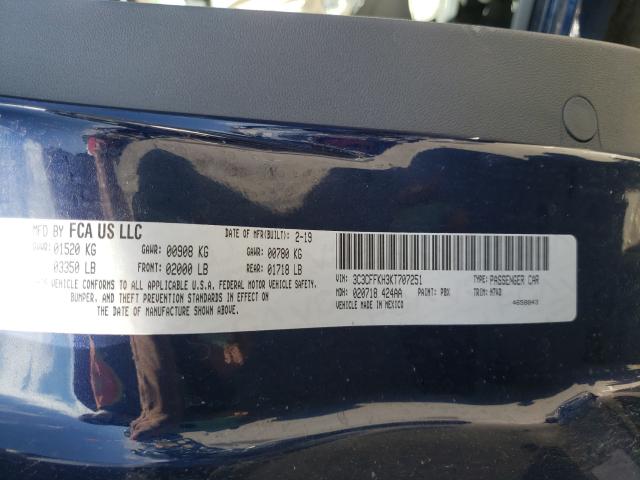 MFD BY FCA US LLC DATE OF MFR(BUILT): 2-19
GVWR: 01520 KG GAWR: 00908 KG GAWR: 00780 KG
03350 LB FRONT: 02000 LB REAR: 01718 LB
THIS VEHICLE CONFORMS TO ALL APPLICABLE U.S.A. FEDERAL MOTOR VEHICLE SAFETY,
BUMPER, AND THEFT PREVENTION STANDARDS IN EFFECT ON
THE DATE OF MANUFACTURE SHOWN ABOVE.
VIN: 3C3CFFKH3KT707251 TYPE: PASSENGER CAR
MDH: 020718 424AA PAINT: PBX TRIM: M7XD
VEHICLE MADE IN MEXICO 4658043